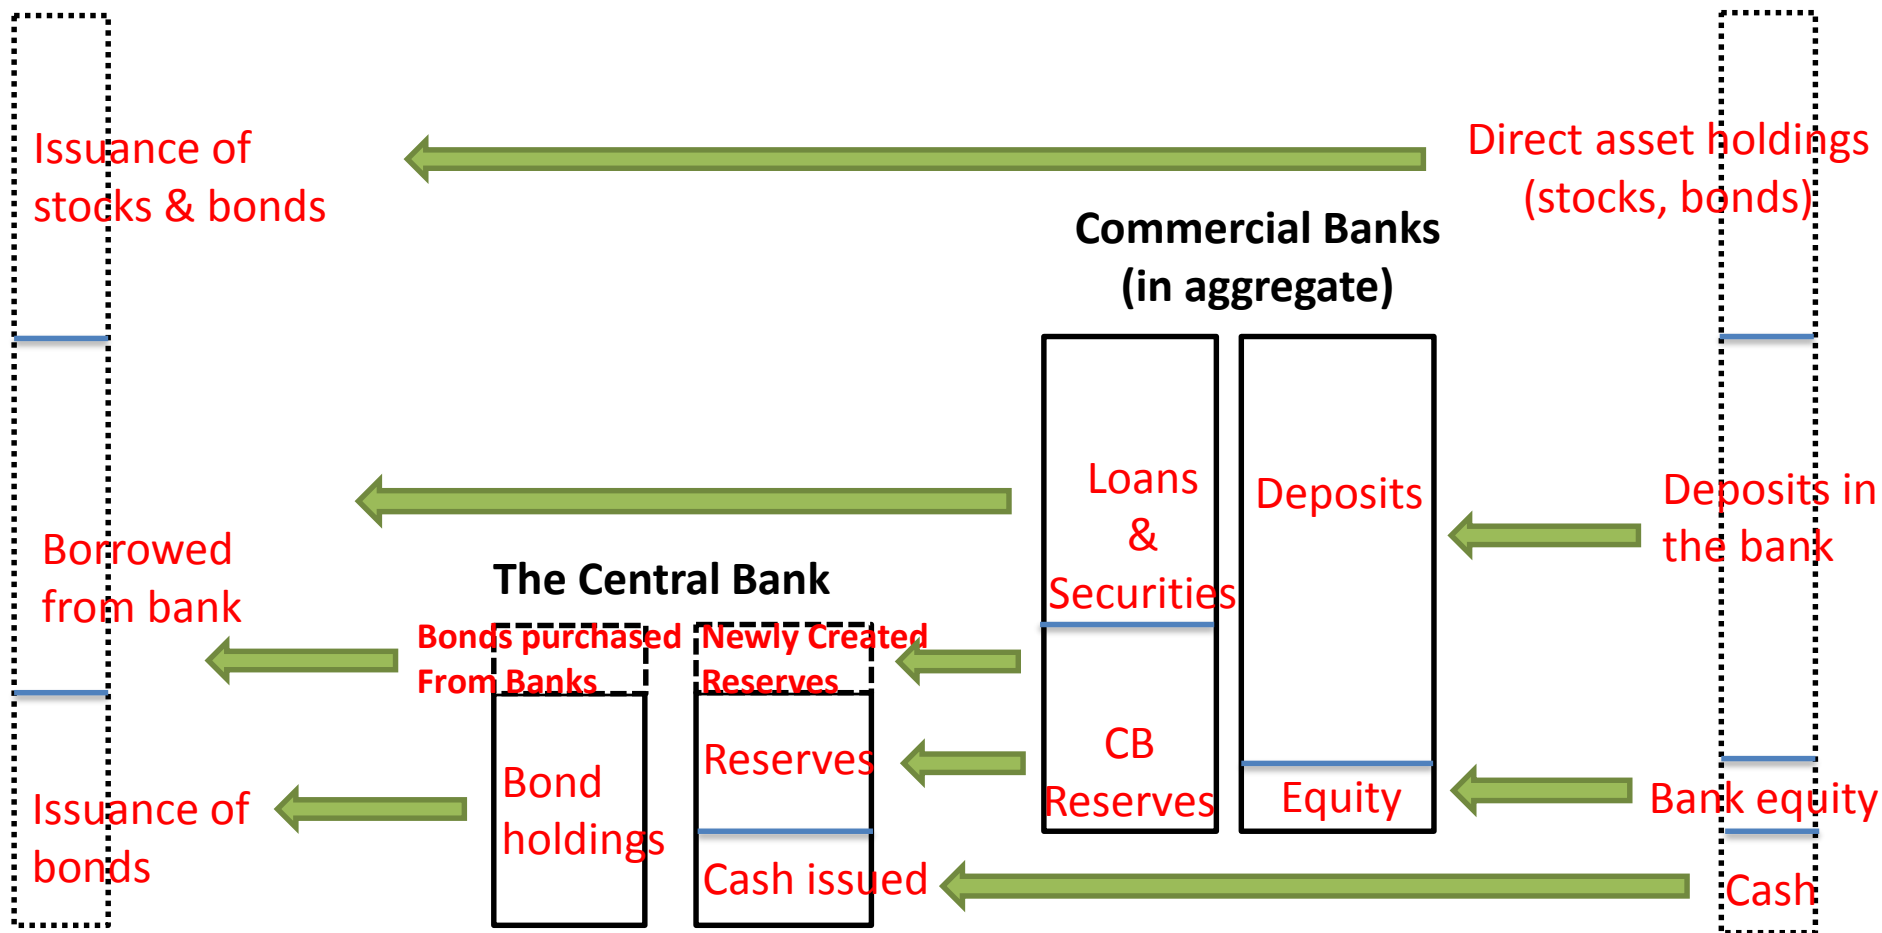 Issuance of
stocks & bonds
Direct asset holdings
(stocks, bonds)
Commercial Banks
(in aggregate)
Loans
&
Securities
Deposits
Deposits in
the bank
Borrowed
from bank
The Central Bank
Bonds purchased
From Banks
Newly Created
Reserves
CB
Reserves
Reserves
Bond
holdings
Equity
Bank equity
Issuance of
bonds
Cash issued
Cash